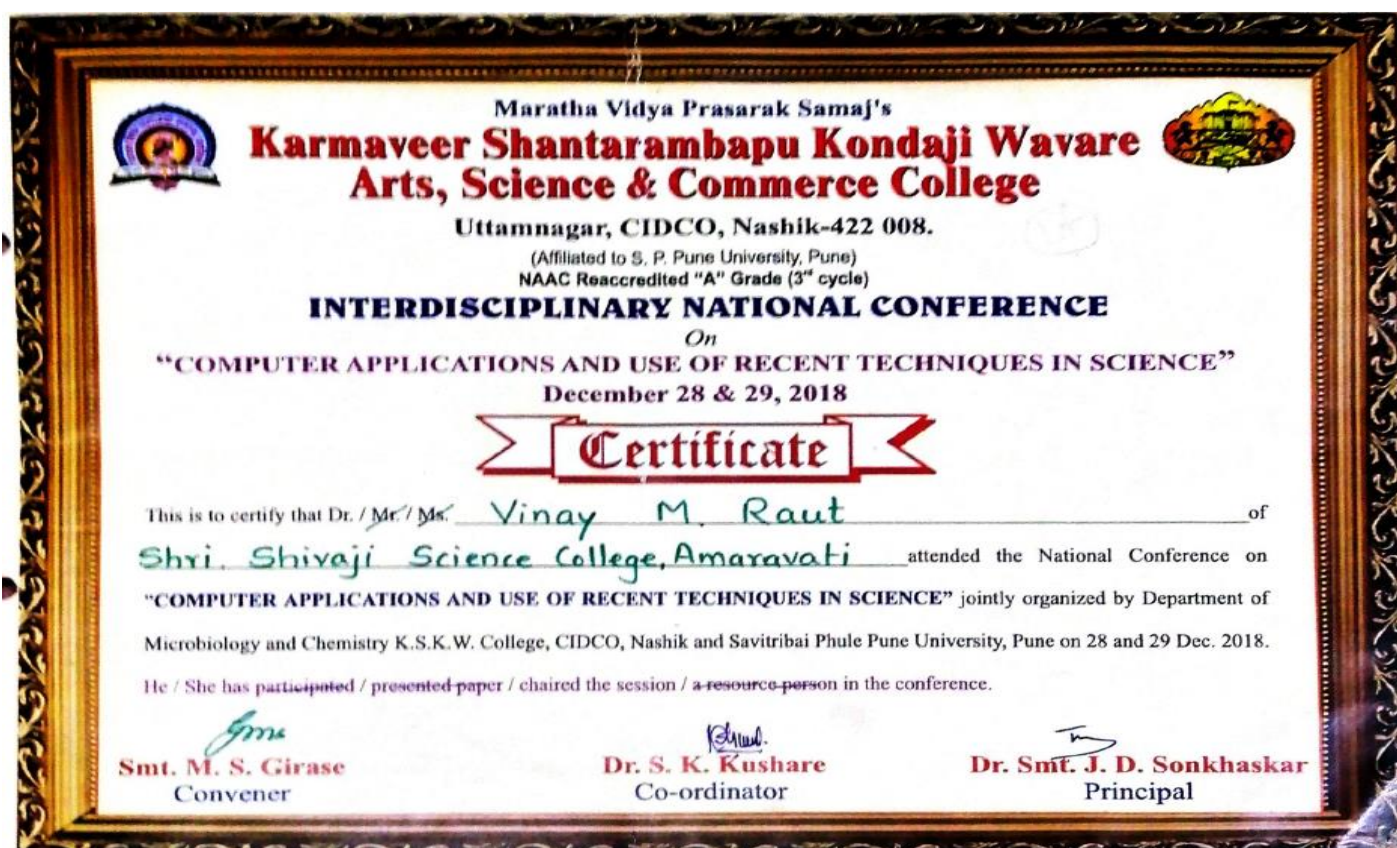 Maratha Vidya Prasarak Samaj's
Karmaveer Shantarambapu Kondaji Wavare
Arts, Science & Commerce College
Uttamnagar, CIDCO, Nashik-422 008.
(Affiliated to S. P. Pune University, Pune)
NAAC Reaccredited "A" Grade (3rd cycle)
INTERDISCIPLINARY NATIONAL CONFERENCE
On
“COMPUTER APPLICATIONS AND USE OF RECENT TECHNIQUES IN SCIENCE”
December 28 & 29, 2018
Certificate
This is to certify that Dr. / Mr. / Ms. Vinay M. Raut of
Shri. Shivaji Science College, Amaravati attended the National Conference on
"COMPUTER APPLICATIONS AND USE OF RECENT TECHNIQUES IN SCIENCE" jointly organized by Department of
Microbiology and Chemistry K.S.K.W. College, CIDCO, Nashik and Savitribai Phule Pune University, Pune on 28 and 29 Dec. 2018.
He / She has participated / presented paper / chaired the session / a resource person in the conference.
Smt. M. S. Girase Dr. S. K. Kushare Dr. Smt. J. D. Sonkhaskar
Convener Co-ordinator Principal